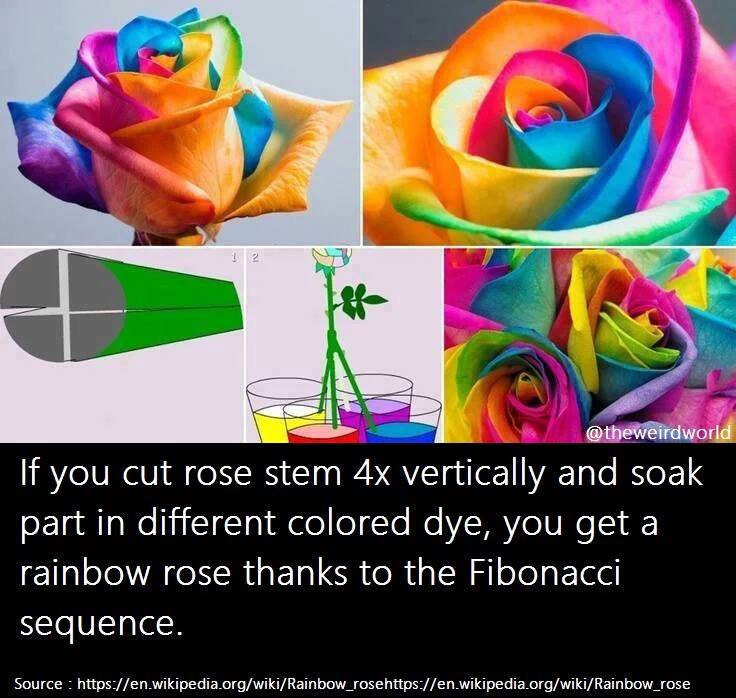 1 2
@theweirdworld
If you cut rose stem 4x vertically and soak
part in different colored dye, you get a
rainbow rose thanks to the Fibonacci
sequence.
Source : https://en.wikipedia.org/wiki/Rainbow_rosehttps://en.wikipedia.org/wiki/Rainbow_rose